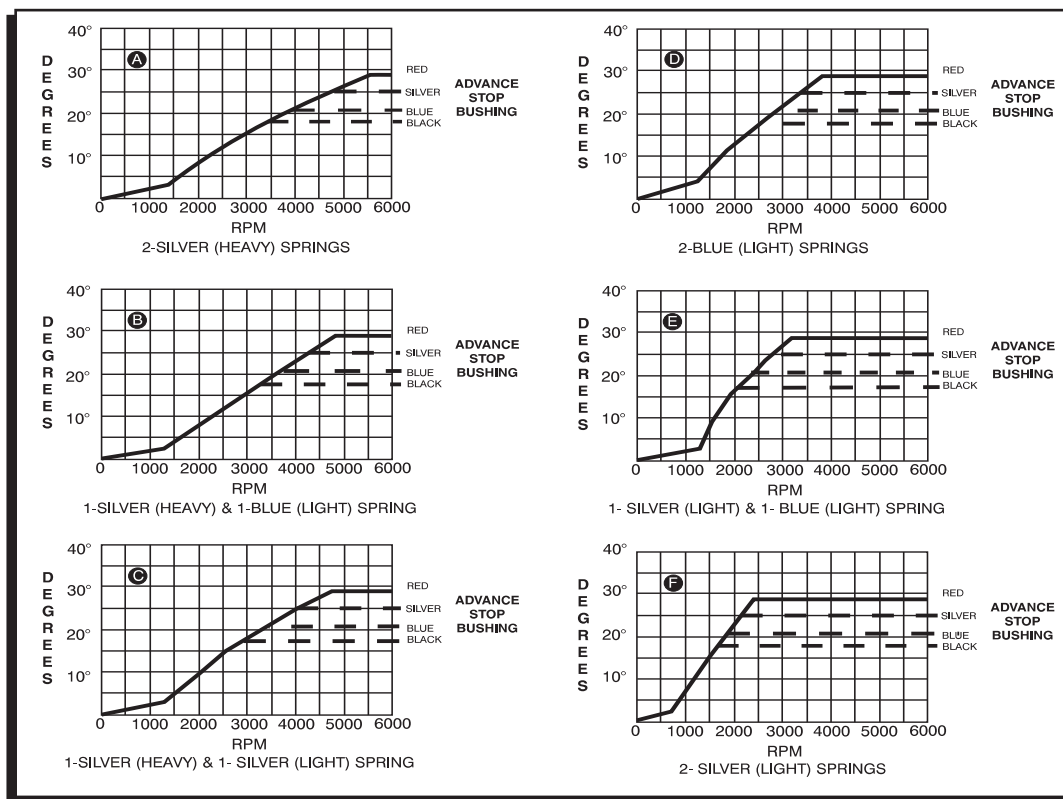 40°
30°
20°
10°
DEGREES
A
RED
SILVER
BLUE
BLACK
ADVANCE
STOP
BUSHING
0 1000 2000 3000 4000 5000 6000
RPM
2-SILVER (HEAVY) SPRINGS
40°
30°
20°
10°
DEGREES
D
RED
SILVER
BLUE
BLACK
ADVANCE
STOP
BUSHING
0 1000 2000 3000 4000 5000 6000
RPM
2-BLUE (LIGHT) SPRINGS
40°
30°
20°
10°
DEGREES
B
RED
SILVER
BLUE
BLACK
ADVANCE
STOP
BUSHING
0 1000 2000 3000 4000 5000 6000
RPM
1-SILVER (HEAVY) & 1-BLUE (LIGHT) SPRING
40°
30°
20°
10°
DEGREES
E
RED
SILVER
BLUE
BLACK
ADVANCE
STOP
BUSHING
0 1000 2000 3000 4000 5000 6000
RPM
1- SILVER (LIGHT) & 1- BLUE (LIGHT) SPRING
40°
30°
20°
10°
DEGREES
C
RED
SILVER
BLUE
BLACK
ADVANCE
STOP
BUSHING
0 1000 2000 3000 4000 5000 6000
RPM
1-SILVER (HEAVY) & 1- SILVER (LIGHT) SPRING
40°
30°
20°
10°
DEGREES
F
RED
SILVER
BLUE
BLACK
ADVANCE
STOP
BUSHING
0 1000 2000 3000 4000 5000 6000
RPM
2- SILVER (LIGHT) SPRINGS